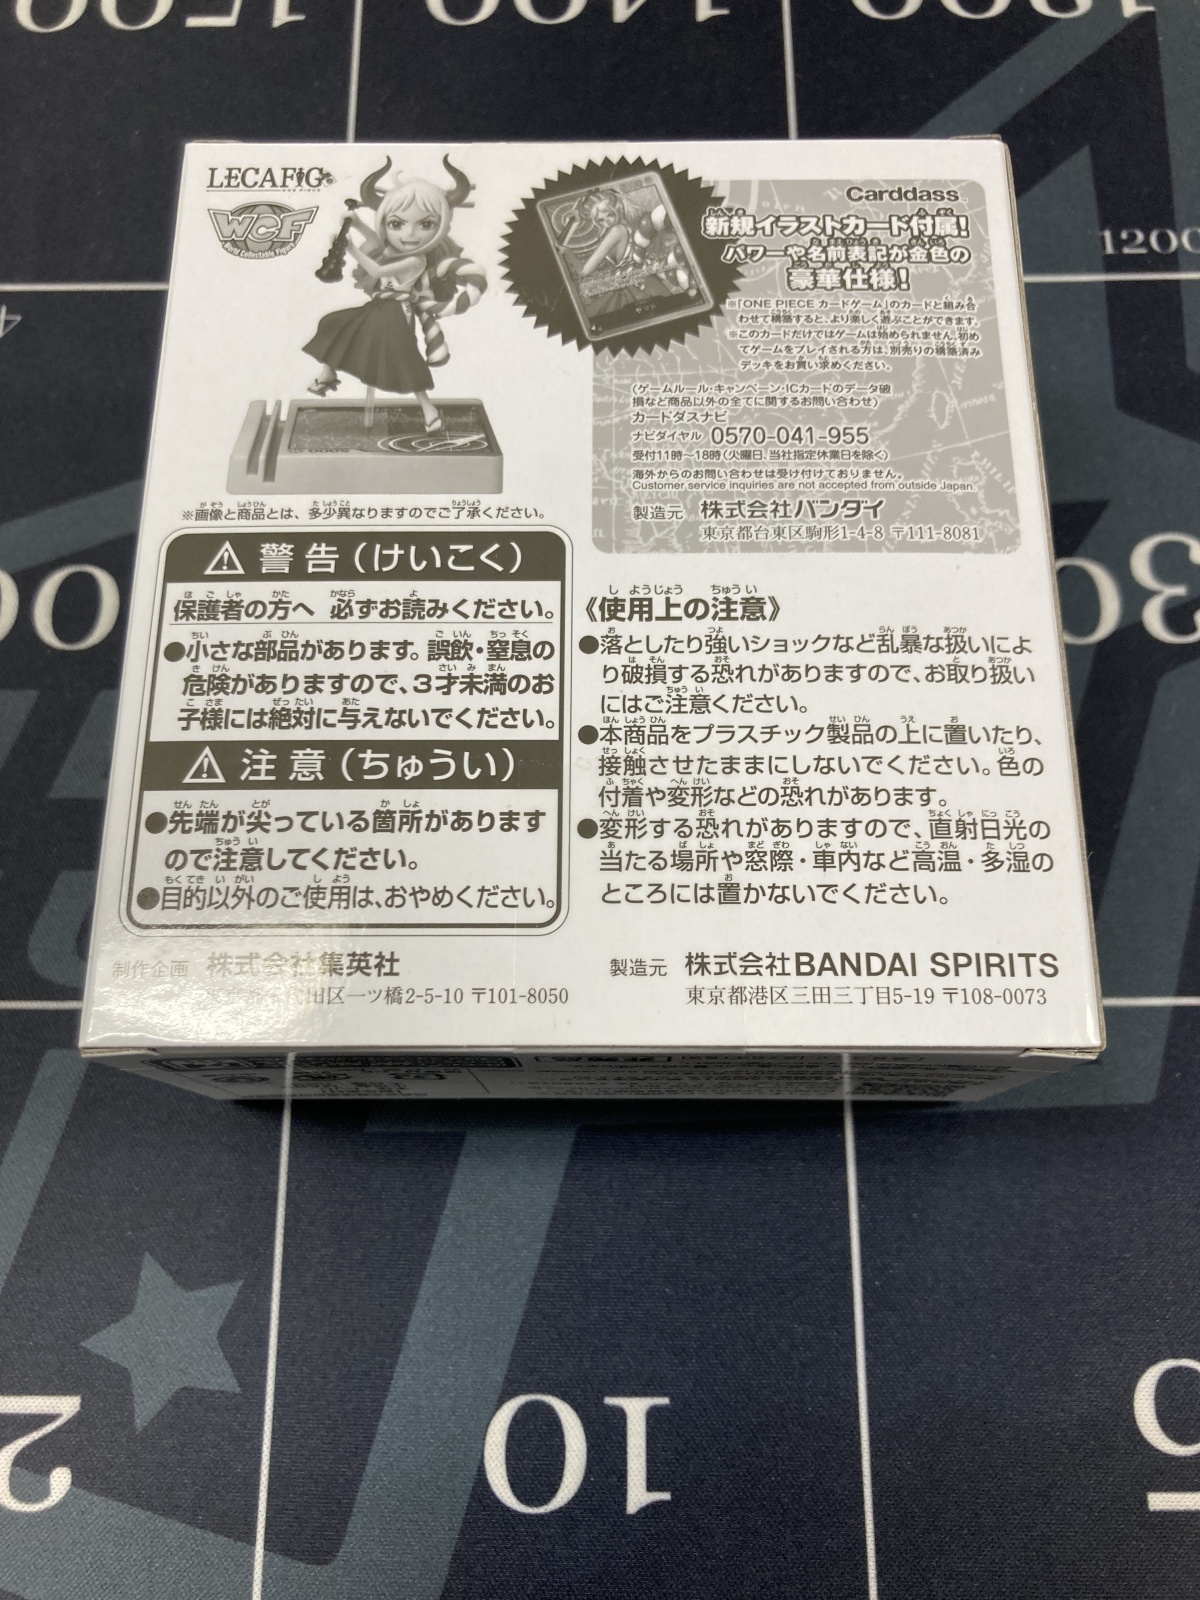 LECAFIG
ONE PIECE
WCF
World Collectable Figure
※画像と商品とは、多少異なりますのでご了承ください。
Carddass
新規イラストカード付属!
パワーや名前表記が金色の
豪華仕様!
※「ONE PIECE カードゲーム」のカードと組み合
わせて構築すると、より楽しく遊ぶことができます。
※このカードだけではゲームは始められません。初め
てゲームをプレイされる方は、別売りの構築済み
デッキをお買い求めください。
(ゲームルール・キャンペーン・ICカードのデータ破
損など商品以外の全てに関するお問い合わせ)
カードダスナビ
ナビダイヤル 0570-041-955
受付11時〜18時(火曜日、当社指定休業日を除く)
海外からのお問い合わせは受け付けておりません。
Customer service inquiries are not accepted from outside Japan.
製造元 株式会社バンダイ
東京都台東区駒形1-4-8 〒111-8081
警告(けいこく)
保護者の方へ 必ずお読みください。
●小さな部品があります。誤飲・窒息の
危険がありますので、3才未満のお
子様には絶対に与えないでください。
注意(ちゅうい)
●先端が尖っている箇所があります
ので注意してください。
●目的以外のご使用は、おやめください。
《使用上の注意》
●落としたり強いショックなど乱暴な扱いによ
り破損する恐れがありますので、お取り扱い
にはご注意ください。
●本商品をプラスチック製品の上に置いたり、
接触させたままにしないでください。色の
付着や変形などの恐れがあります。
●変形する恐れがありますので、直射日光の
当たる場所や窓際・車内など高温・多湿の
ところには置かないでください。
制作企画 株式会社集英社
東京都千代田区一ツ橋2-5-10 〒101-8050
製造元 株式会社BANDAI SPIRITS
東京都港区三田三丁目5-19 〒108-0073
1200
30
10
2
5